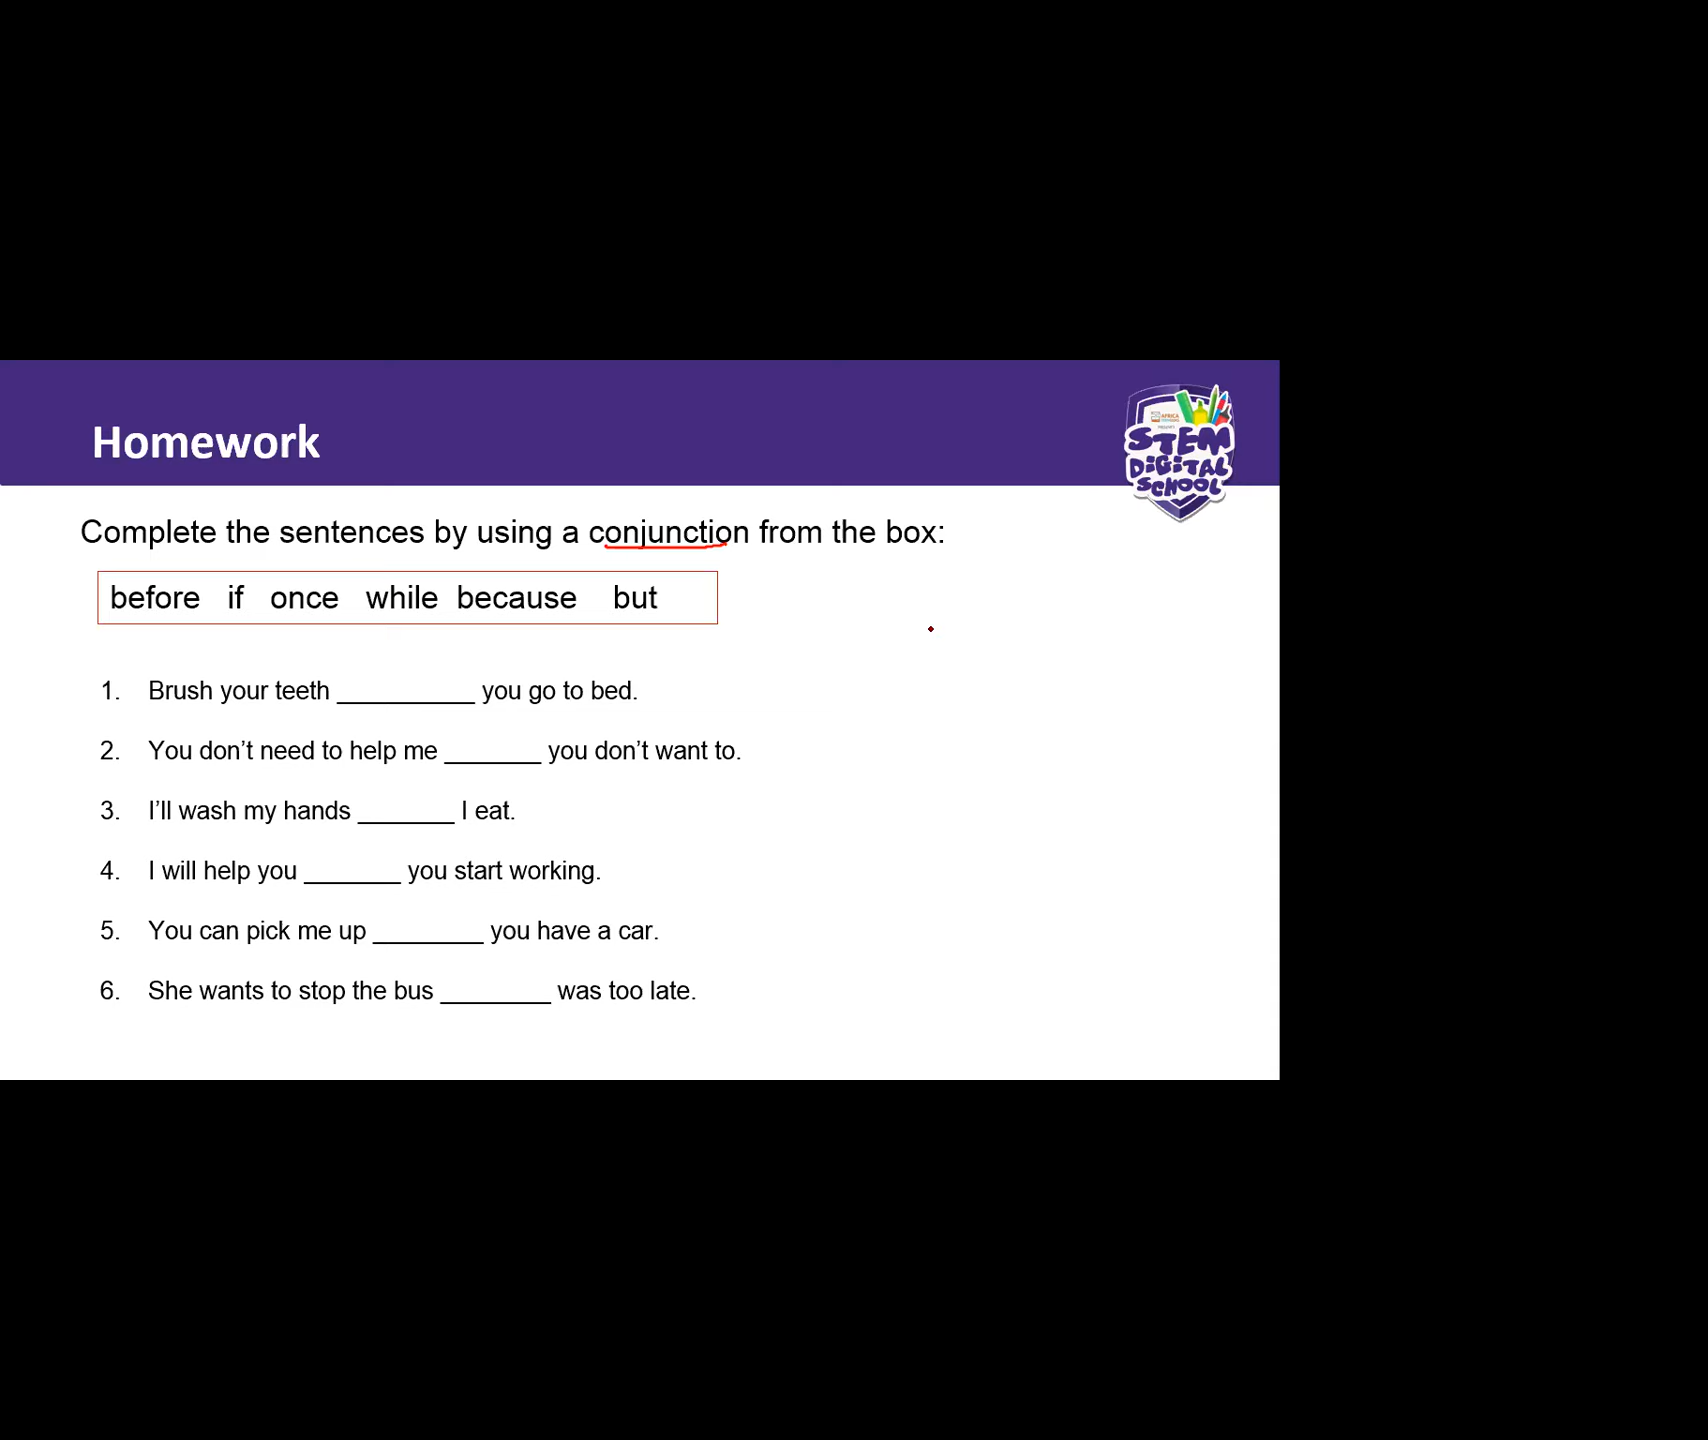 Homework
STEM
DIGITAL
SCHOOL
Complete the sentences by using a conjunction from the box:
before if once while because but
1. Brush your teeth __________ you go to bed.
2. You don’t need to help me _______ you don’t want to.
3. I’ll wash my hands _______ I eat.
4. I will help you _______ you start working.
5. You can pick me up ________ you have a car.
6. She wants to stop the bus ________ was too late.